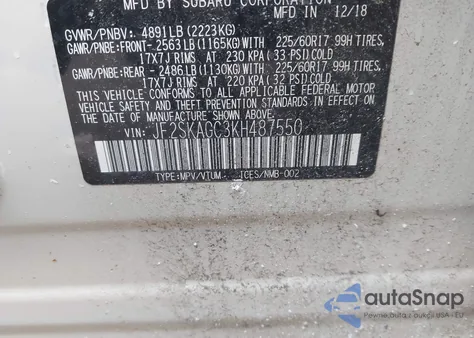 MFD BY SUBARU CORPORATION
IN 12/18
GVWR/PNBV: 4891LB(2223KG)
GAWR/PNBE:FRONT-2563LB(1165KG)WITH 225/60R17 99H TIRES.
17X7J RIMS AT 230 KPA(33 PSI)COLD
GAWR/PNBE:REAR -2486LB(1130KG)WITH 225/60R17 99H TIRES.
17X7J RIMS AT 220 KPA(32 PSI)COLD
THIS VEHICLE CONFORMS TO ALL APPLICABLE FEDERAL MOTOR
VEHICLE SAFETY, BUMPER, AND THEFT PREVENTION STANDARDS
IN EFFECT ON THE DATE OF MANUFACTURE SHOWN ABOVE.
VIN: JF2SKAGC3KH487550
TYPE:MPV/VTUM ICES/NMB-002
autoSnap